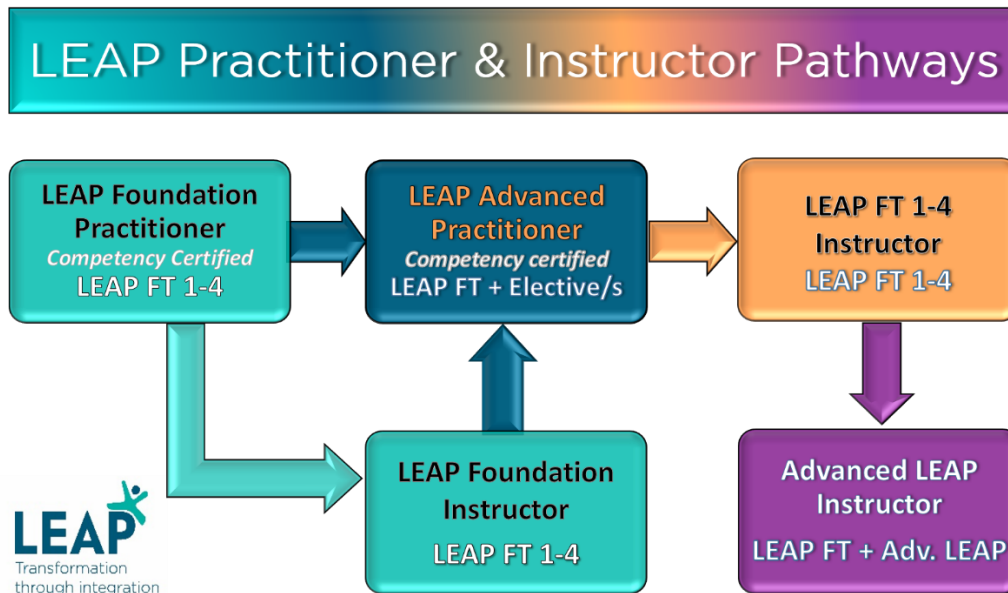 LEAP Practitioner & Instructor Pathways
LEAP Foundation
Practitioner
Competency Certified
LEAP FT 1-4
LEAP Advanced
Practitioner
Competency certified
LEAP FT + Elective/s
LEAP FT 1-4
Instructor
LEAP FT 1-4
LEAP Foundation
Instructor
LEAP FT 1-4
Advanced LEAP
Instructor
LEAP FT + Adv. LEAP
LEAP
Transformation
through integration